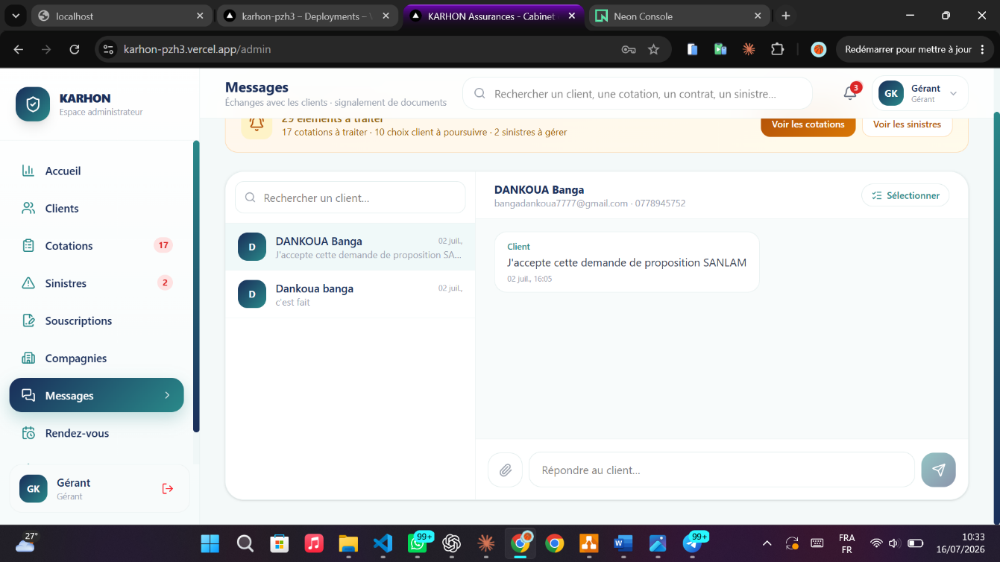 localhost
karhon-pzh3 – Deployments –
KARHON Assurances - Cabinet
Neon Console
karhon-pzh3.vercel.app/admin
Redémarrer pour mettre à jour
KARHON
Espace administrateur
Messages
Échanges avec les clients · signalement de documents
Rechercher un client, une cotation, un contrat, un sinistre...
3
GK
Gérant
Gérant
29 éléments à traiter
17 cotations à traiter · 10 choix client à poursuivre · 2 sinistres à gérer
Voir les cotations
Voir les sinistres
Accueil
Clients
Cotations
17
Sinistres
2
Souscriptions
Compagnies
Messages
Rendez-vous
GK
Gérant
Gérant
Rechercher un client...
D
DANKOUA Banga
02 juil.,
J'accepte cette demande de proposition SA...
D
Dankoua banga
02 juil.,
c'est fait
DANKOUA Banga
bangadankoua7777@gmail.com · 0778945752
Sélectionner
Client
J'accepte cette demande de proposition SANLAM
02 juil., 16:05
Répondre au client...
27°
99+
99+
FRA
FR
10:33
16/07/2026